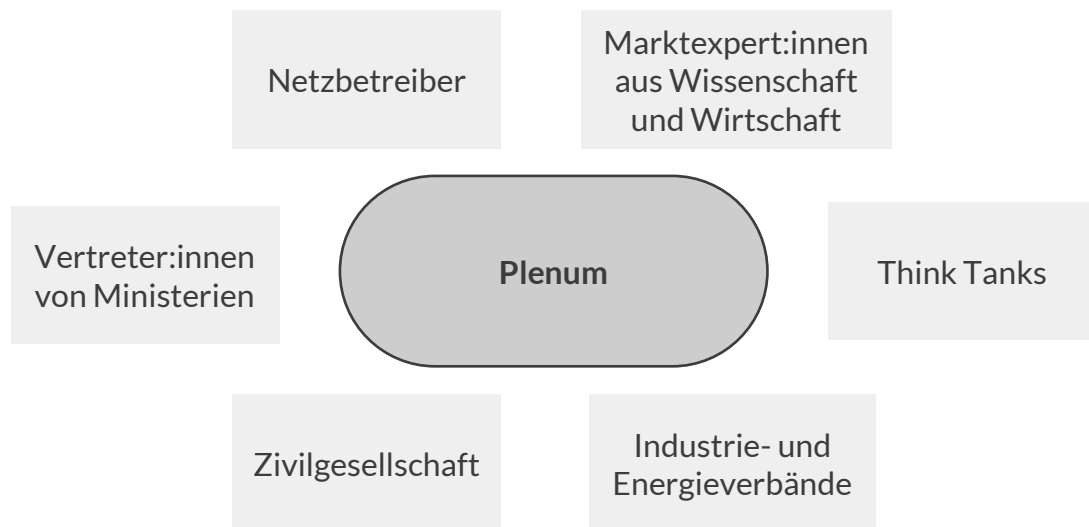 Netzbetreiber
Marktexpert:innen
aus Wissenschaft
und Wirtschaft
Vertreter:innen
von Ministerien
Plenum
Think Tanks
Zivilgesellschaft
Industrie- und
Energieverbände